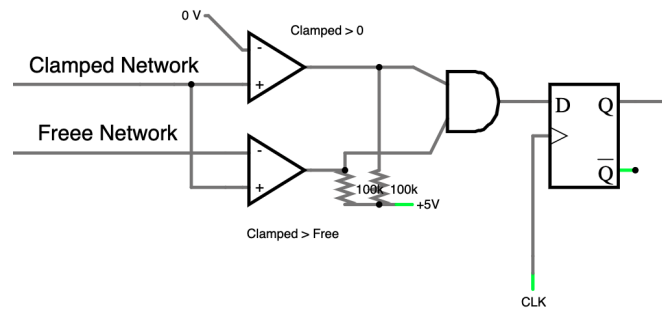 0 V
-
Clamped > 0
Clamped Network
+
D Q
Freee Network
-
Q
100k 100k
+
+5V
Clamped > Free
CLK